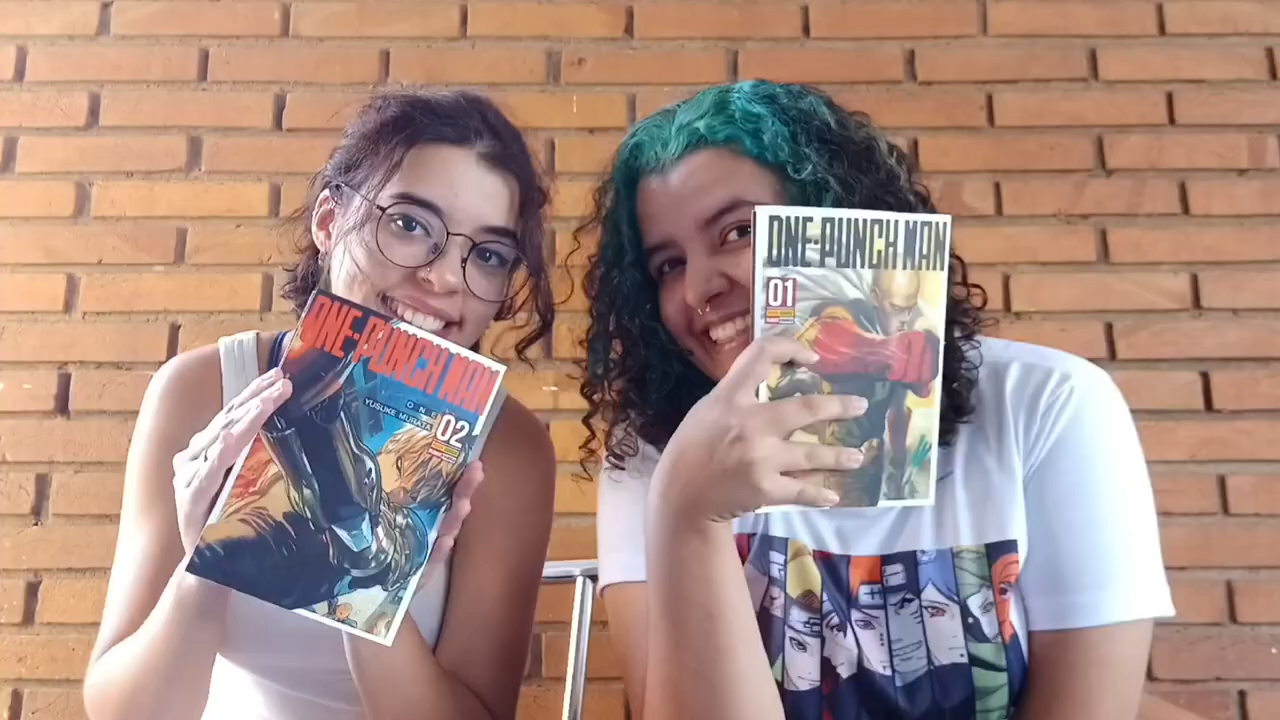 ONE-PUNCH MAN
ONE
YUSUKE MURATA
02
ONE-PUNCH MAN
01